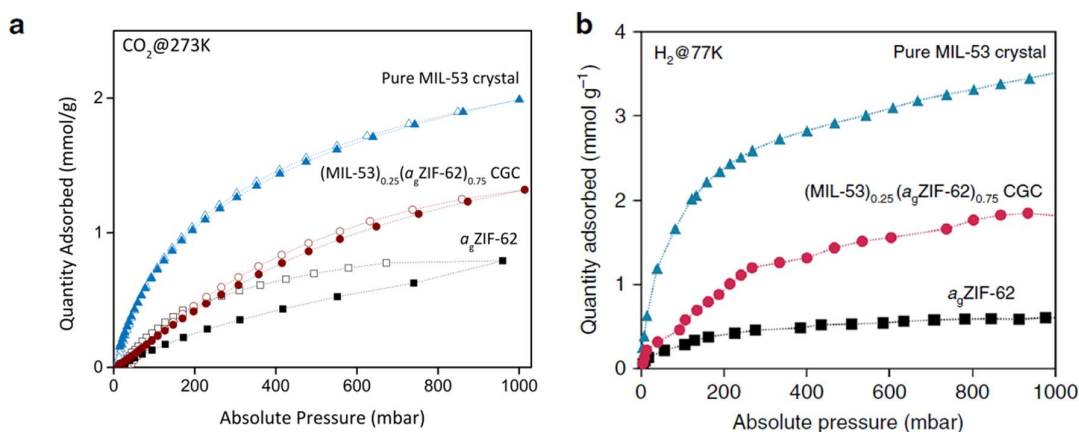 a
CO₂@273K
Pure MIL-53 crystal
(MIL-53)₀.₂₅(agZIF-62)₀.₇₅ CGC
agZIF-62
Quantity Adsorbed (mmol/g)
2
1
0
0 200 400 600 800 1000
Absolute Pressure (mbar)
b
H₂@77K
Pure MIL-53 crystal
(MIL-53)₀.₂₅(agZIF-62)₀.₇₅ CGC
agZIF-62
Quantity adsorbed (mmol g⁻¹)
4
3
2
1
0
0 200 400 600 800 1000
Absolute pressure (mbar)